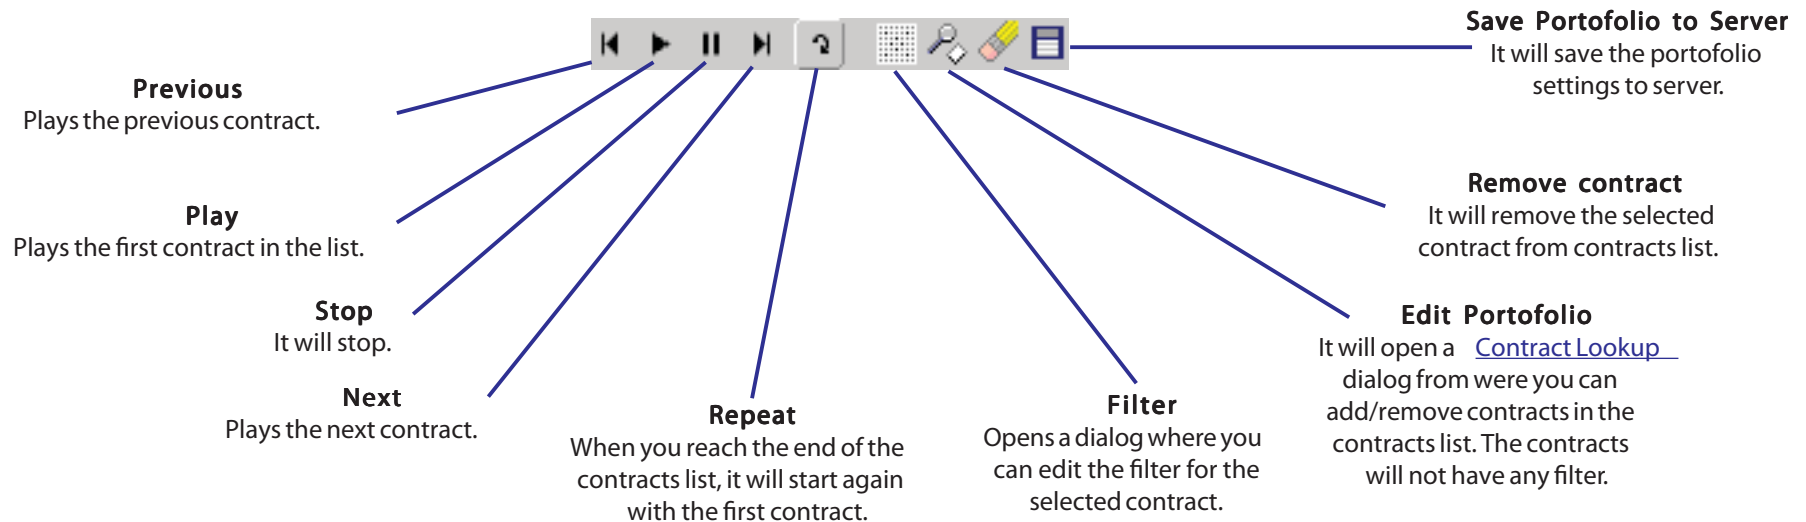 Previous
Plays the previous contract.
Play
Plays the first contract in the list.
Stop
It will stop.
Next
Plays the next contract.
Repeat
When you reach the end of the
contracts list, it will start again
with the first contract.
Filter
Opens a dialog where you
can edit the filter for the
selected contract.
Edit Portofolio
It will open a Contract Lookup
dialog from were you can
add/remove contracts in the
contracts list. The contracts
will not have any filter.
Remove contract
It will remove the selected
contract from contracts list.
Save Portofolio to Server
It will save the portofolio
settings to server.